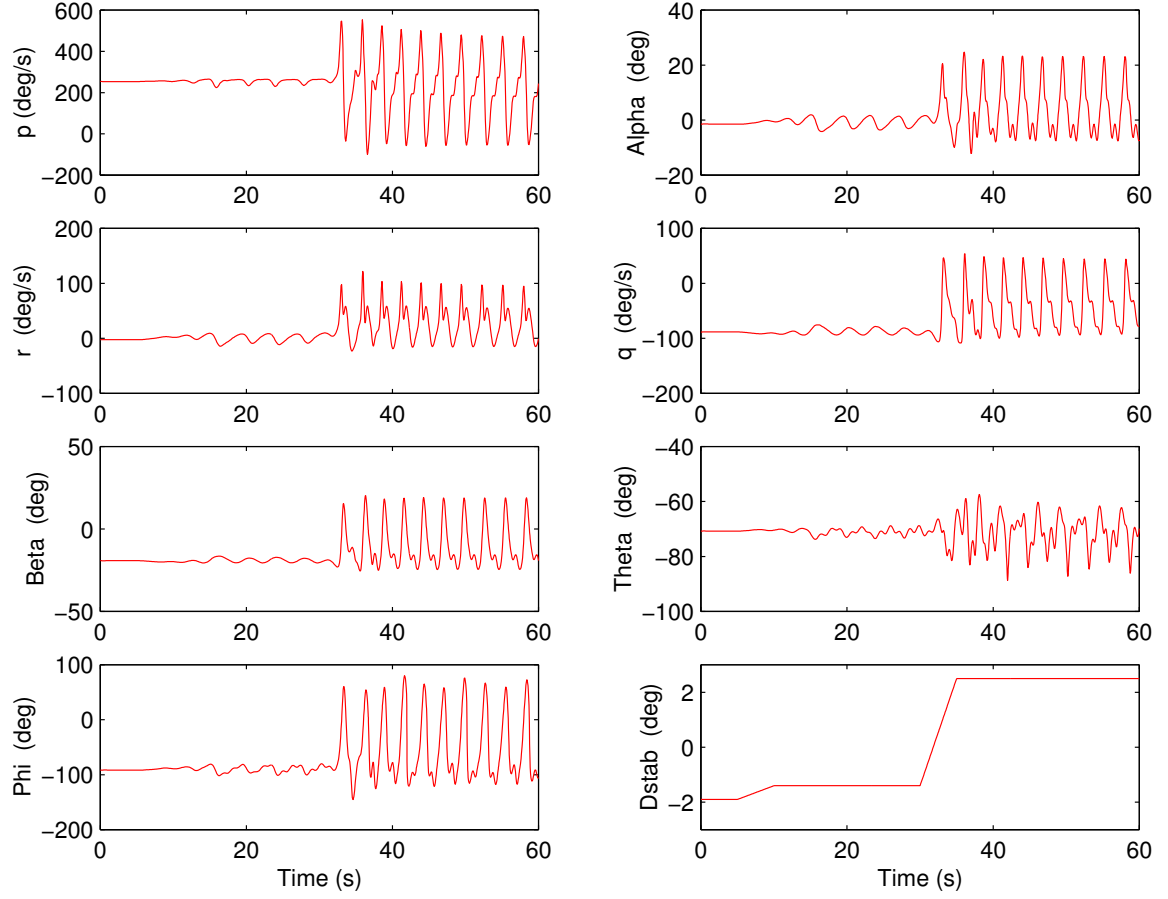 600
400
200
0
−200
p (deg/s)
0 20 40 60
40
20
0
−20
Alpha (deg)
0 20 40 60
200
100
0
−100
r (deg/s)
0 20 40 60
100
0
−100
−200
q (deg/s)
0 20 40 60
50
0
−50
Beta (deg)
0 20 40 60
−40
−60
−80
−100
Theta (deg)
0 20 40 60
100
0
−100
−200
Phi (deg)
0 20 40 60
Time (s)
2
0
−2
Dstab (deg)
0 20 40 60
Time (s)